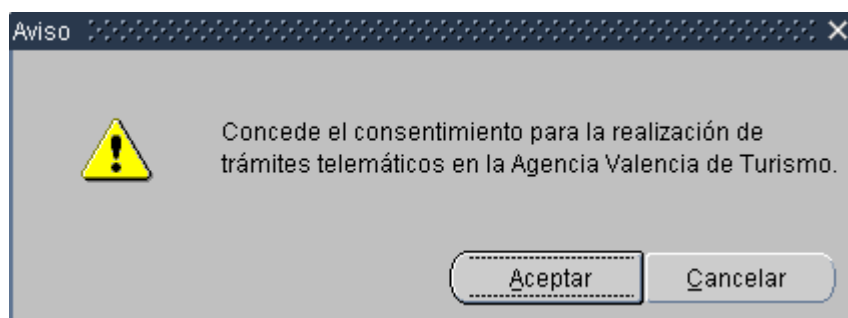 Aviso
Concede el consentimiento para la realización de
trámites telemáticos en la Agencia Valencia de Turismo.
Aceptar Cancelar